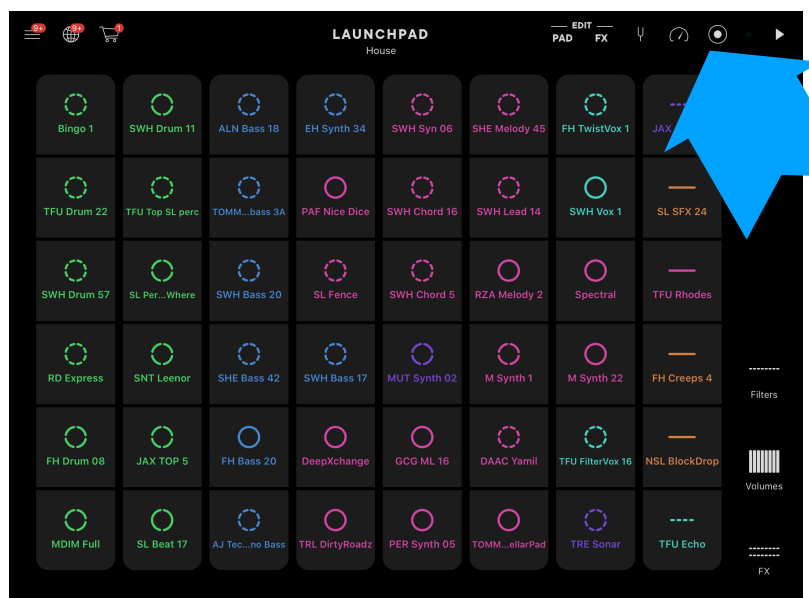 9+ 9+ 1
LAUNCHPAD
House
EDIT
PAD FX
Bingo 1 SWH Drum 11 ALN Bass 18 EH Synth 34 SWH Syn 06 SHE Melody 45 FH TwistVox 1 JAX
TFU Drum 22 TFU Top SL perc TOMM...bass 3A PAF Nice Dice SWH Chord 16 SWH Lead 14 SWH Vox 1 SL SFX 24
SWH Drum 57 SL Per...Where SWH Bass 20 SL Fence SWH Chord 5 RZA Melody 2 Spectral TFU Rhodes
RD Express SNT Leenor SHE Bass 42 SWH Bass 17 MUT Synth 02 M Synth 1 M Synth 22 FH Creeps 4
Filters
FH Drum 08 JAX TOP 5 FH Bass 20 DeepXchange GCG ML 16 DAAC Yamil TFU FilterVox 16 NSL BlockDrop
Volumes
MDIM Full SL Beat 17 AJ Tec...no Bass TRL DirtyRoadz PER Synth 05 TOMM...ellarPad TRE Sonar TFU Echo
FX